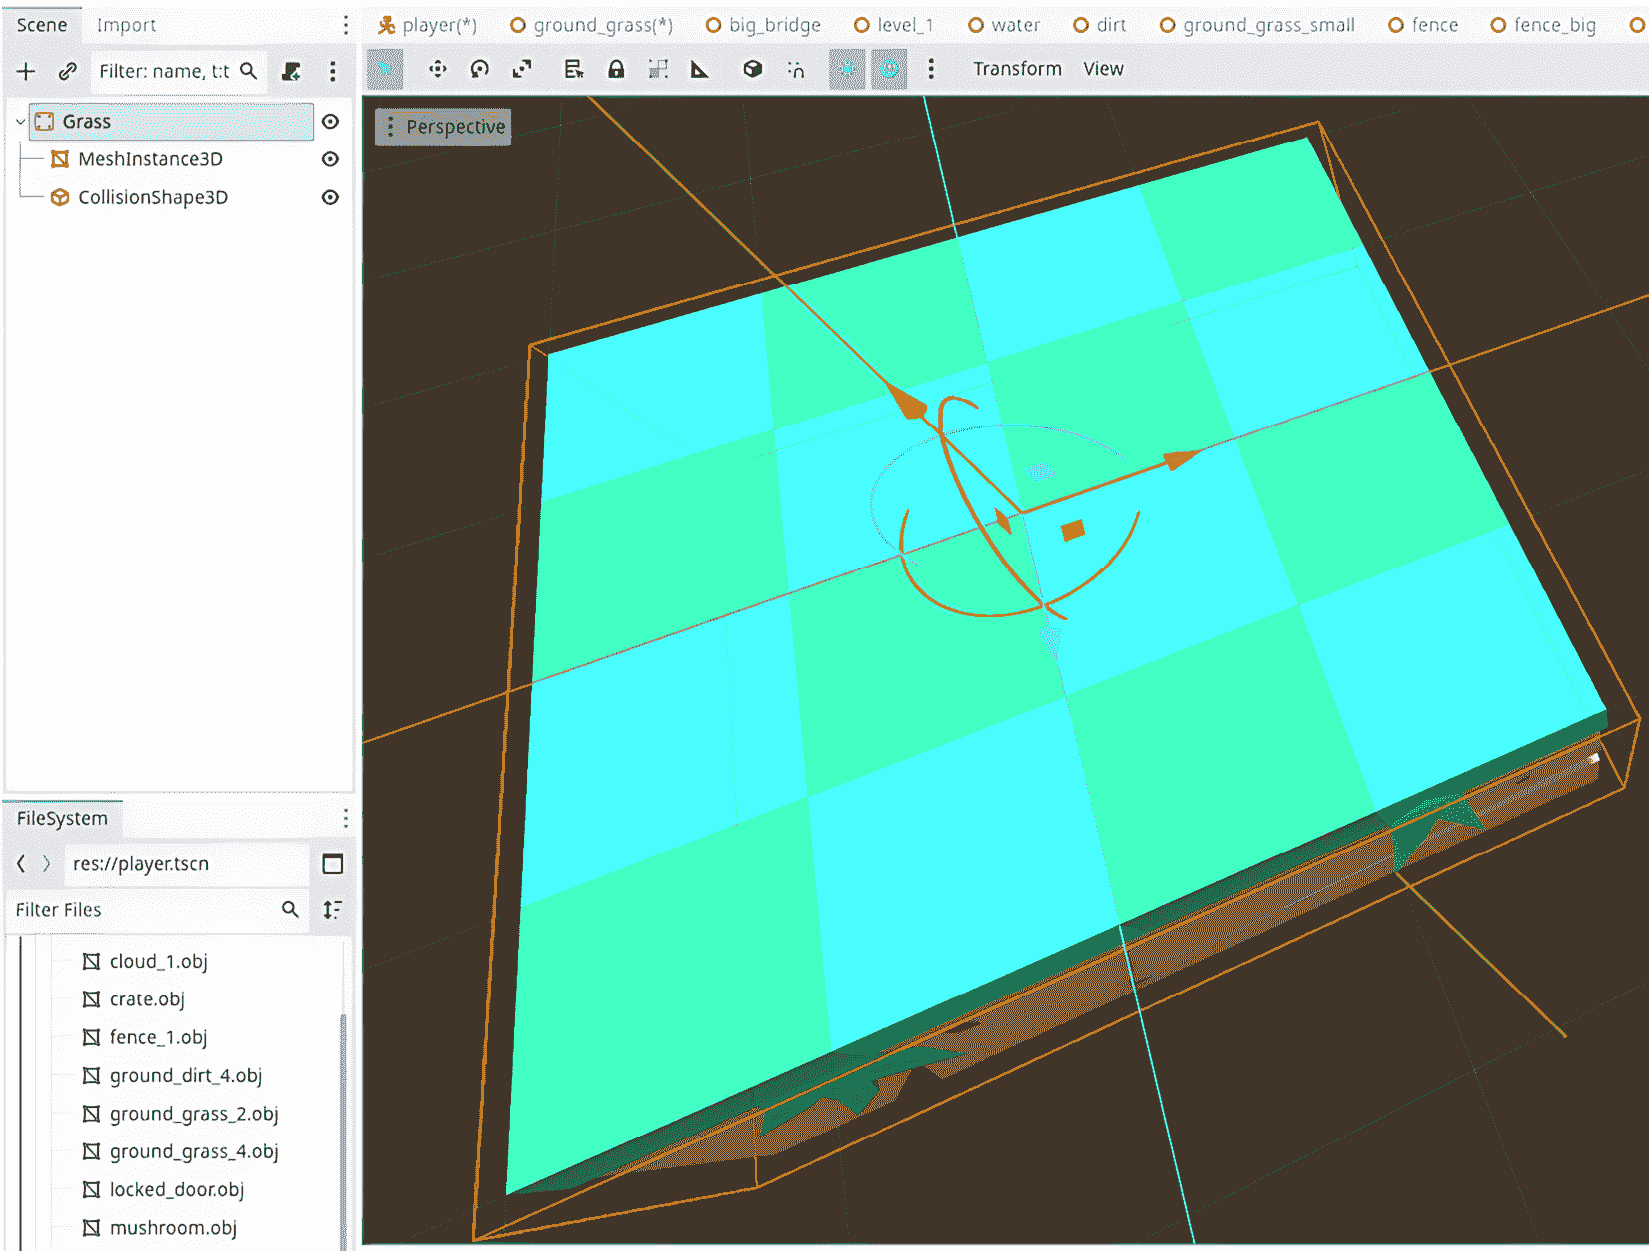 Scene Import
player(*) ground_grass(*) big_bridge level_1 water dirt ground_grass_small fence fence_big
Filter: name, t:t
Transform View
Grass
Perspective
MeshInstance3D
CollisionShape3D
FileSystem
res://player.tscn
Filter Files
cloud_1.obj
crate.obj
fence_1.obj
ground_dirt_4.obj
ground_grass_2.obj
ground_grass_4.obj
locked_door.obj
mushroom.obj